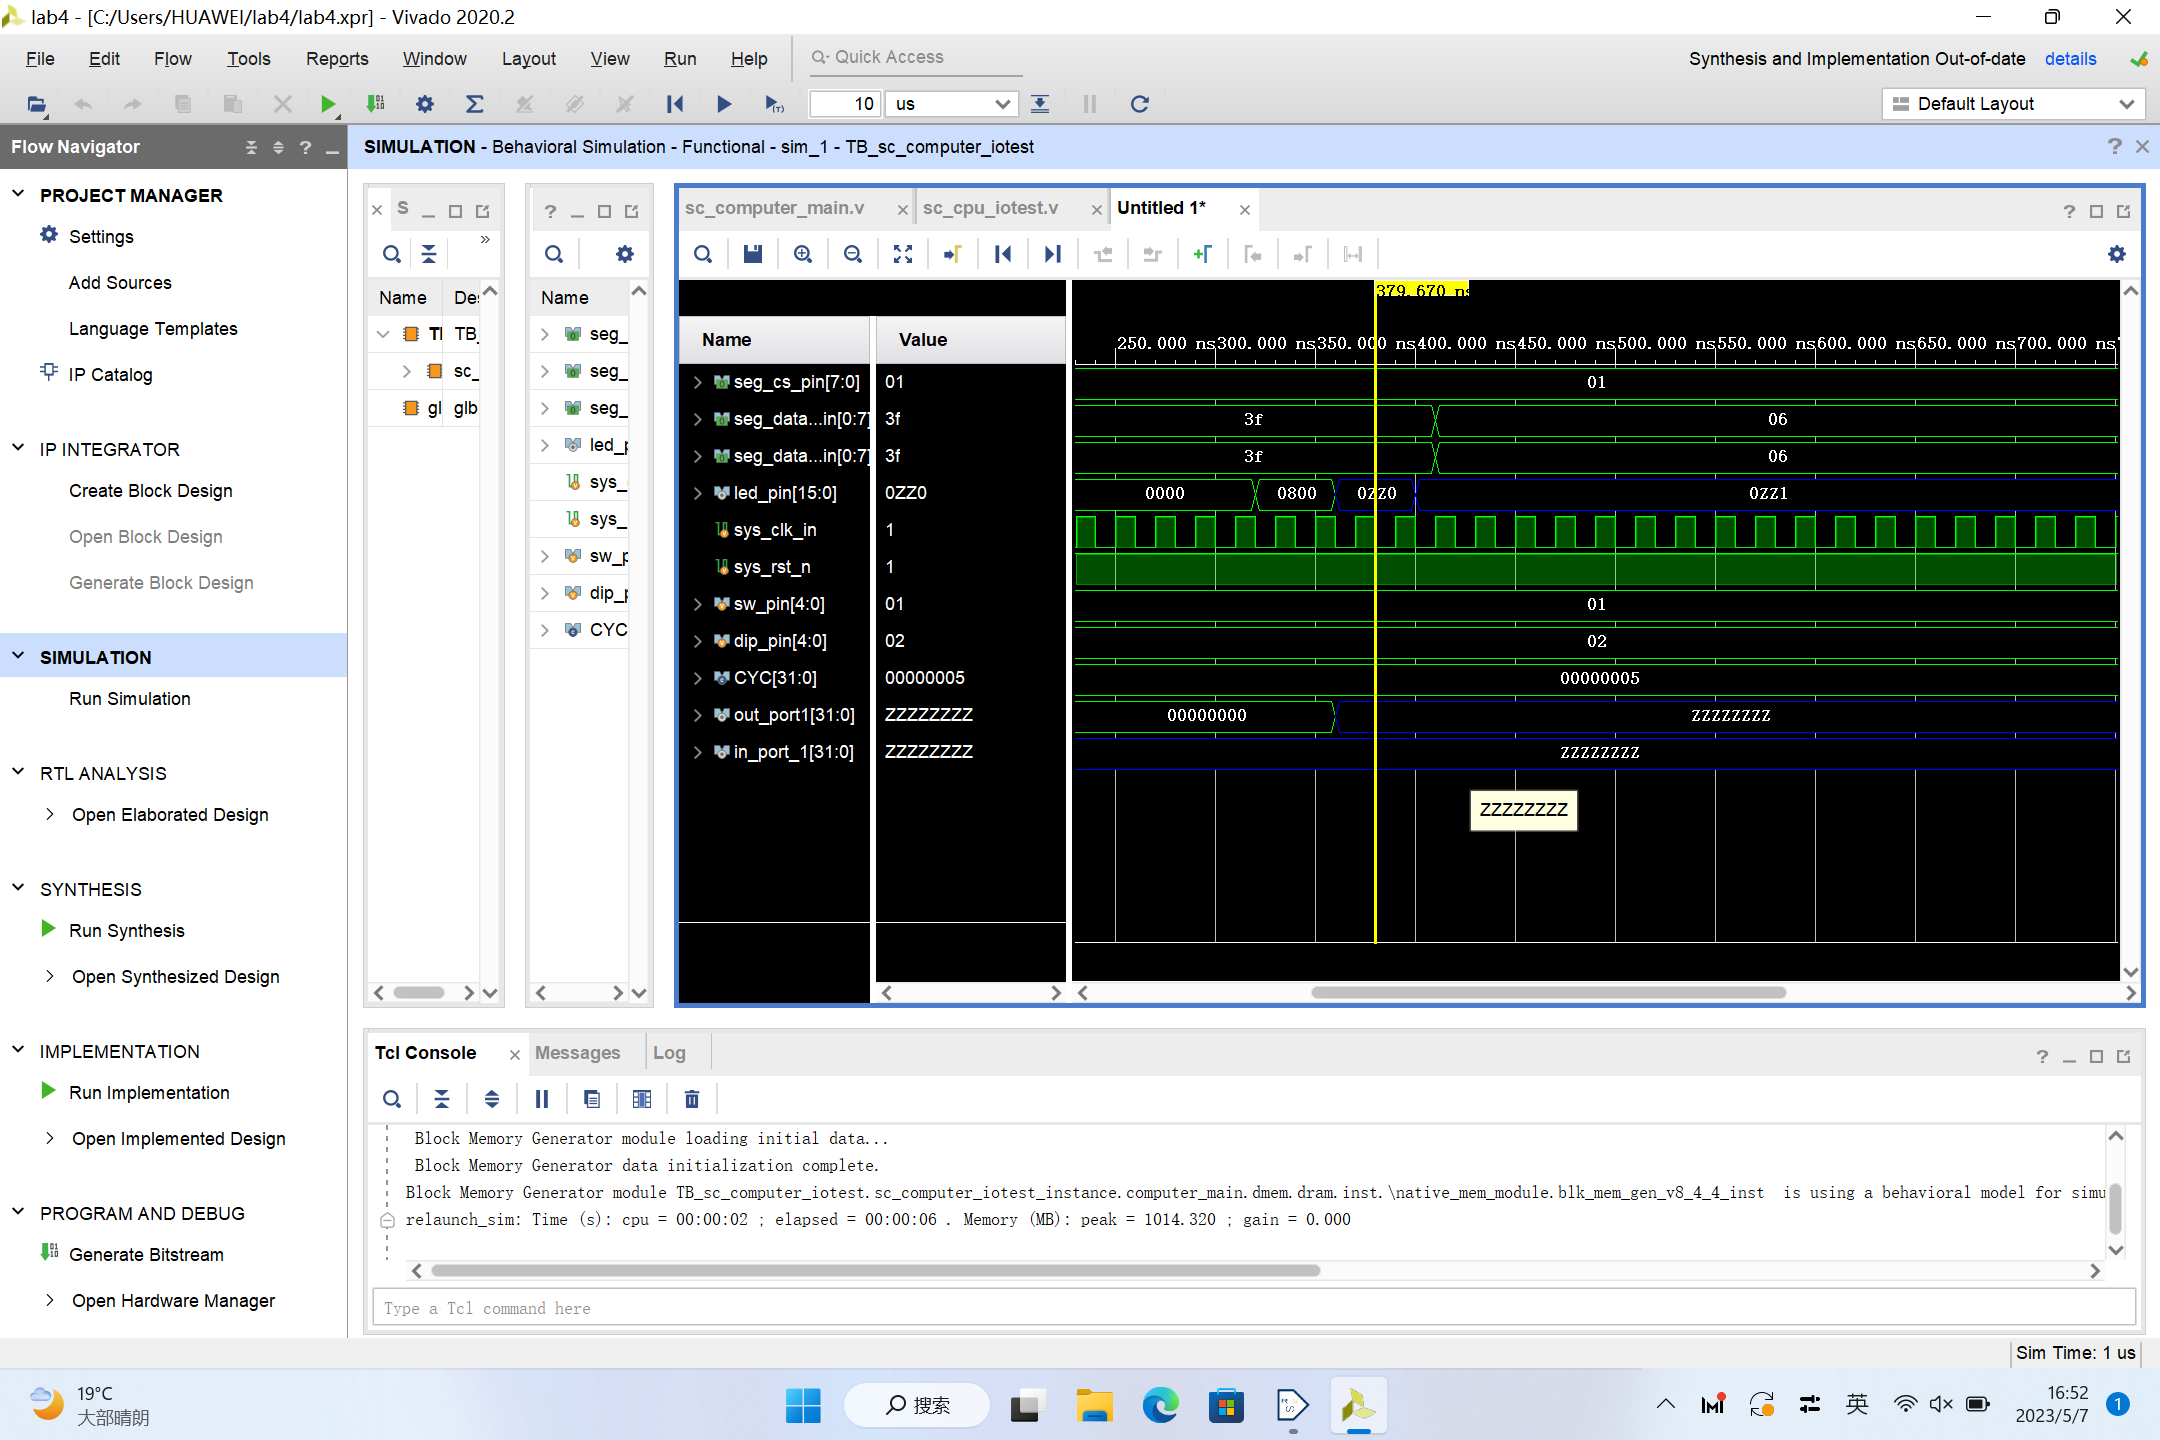 lab4 - [C:/Users/HUAWEI/lab4/lab4.xpr] - Vivado 2020.2
File Edit Flow Tools Reports Window Layout View Run Help Quick Access
Synthesis and Implementation Out-of-date details
10 us
Default Layout
Flow Navigator
SIMULATION - Behavioral Simulation - Functional - sim_1 - TB_sc_computer_iotest
PROJECT MANAGER
Settings
Add Sources
Language Templates
IP Catalog
IP INTEGRATOR
Create Block Design
Open Block Design
Generate Block Design
SIMULATION
Run Simulation
RTL ANALYSIS
Open Elaborated Design
SYNTHESIS
Run Synthesis
Open Synthesized Design
IMPLEMENTATION
Run Implementation
Open Implemented Design
PROGRAM AND DEBUG
Generate Bitstream
Open Hardware Manager
S
Name
TB_
sc_
gl glb
Name
seg_
seg_
seg_
led_
sys_
sys_
sw_
dip_
CYC
sc_computer_main.v sc_cpu_iotest.v Untitled 1*
379.670 ns
Name Value
250.000 ns 300.000 ns 350.000 ns 400.000 ns 450.000 ns 500.000 ns 550.000 ns 600.000 ns 650.000 ns 700.000 ns
seg_cs_pin[7:0] 01 01
seg_data...in[0:7] 3f 3f 06
seg_data...in[0:7] 3f 3f 06
led_pin[15:0] 0ZZ0 0000 0800 0ZZ0 0ZZ1
sys_clk_in 1
sys_rst_n 1
sw_pin[4:0] 01 01
dip_pin[4:0] 02 02
CYC[31:0] 00000005 00000005
out_port1[31:0] ZZZZZZZZ 00000000 ZZZZZZZZ
in_port_1[31:0] ZZZZZZZZ ZZZZZZZZ
ZZZZZZZZ
Tcl Console Messages Log
Block Memory Generator module loading initial data...
Block Memory Generator data initialization complete.
Block Memory Generator module TB_sc_computer_iotest.sc_computer_iotest_instance.computer_main.dmem.dram.inst.\native_mem_module.blk_mem_gen_v8_4_4_inst is using a behavioral model for simu
relaunch_sim: Time (s): cpu = 00:00:02 ; elapsed = 00:00:06 . Memory (MB): peak = 1014.320 ; gain = 0.000
Type a Tcl command here
Sim Time: 1 us
19°C
大部晴朗
搜索
英
16:52
2023/5/7
1